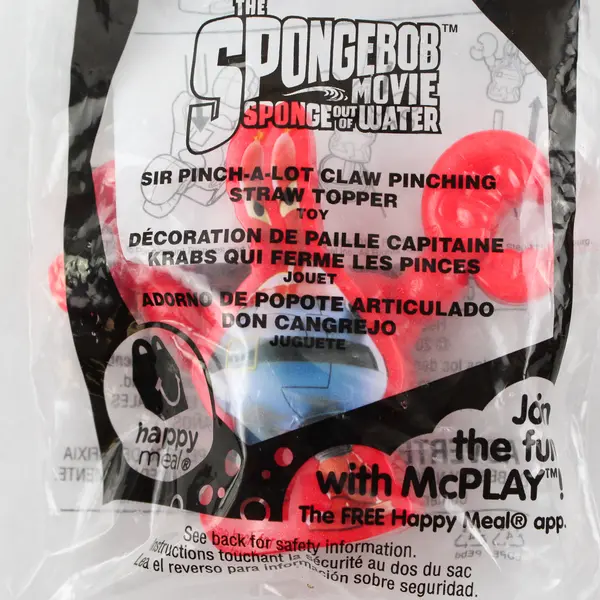 THE
SPONGEBOB™
MOVIE
SPONGE OUT OF WATER
SIR PINCH-A-LOT CLAW PINCHING
STRAW TOPPER
TOY
DÉCORATION DE PAILLE CAPITAINE
KRABS QUI FERME LES PINCES
JOUET
ADORNO DE POPOTE ARTICULADO
DON CANGREJO
JUGUETE
happy
meal®
Join
the fun
with McPLAY™!
The FREE Happy Meal® app.
See back for safety information.
Instructions touchant la sécurité au dos du sac
Lea el reverso para información sobre seguridad.